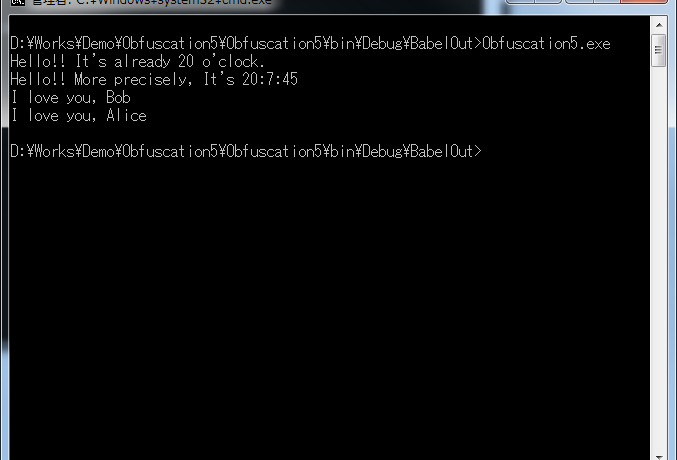 管理者: C:¥Windows¥system32¥cmd.exe
D:¥Works¥Demo¥Obfuscation5¥Obfuscation5¥bin¥Debug¥BabelOut>Obfuscation5.exe
Hello!! It's already 20 o'clock.
Hello!! More precisely, It's 20:7:45
I love you, Bob
I love you, Alice
D:¥Works¥Demo¥Obfuscation5¥Obfuscation5¥bin¥Debug¥BabelOut>